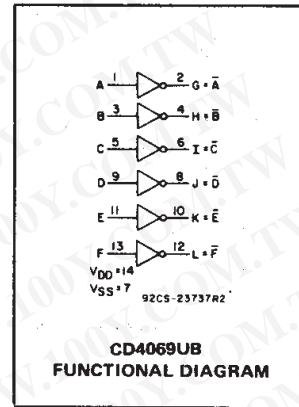 A 1 2 G = A̅
B 3 4 H = B̅
C 5 6 I = C̅
D 9 8 J = D̅
E 11 10 K = E̅
F 13 12 L = F̅
VDD = 14
VSS = 7
92CS-23737R2
CD4069UB
FUNCTIONAL DIAGRAM